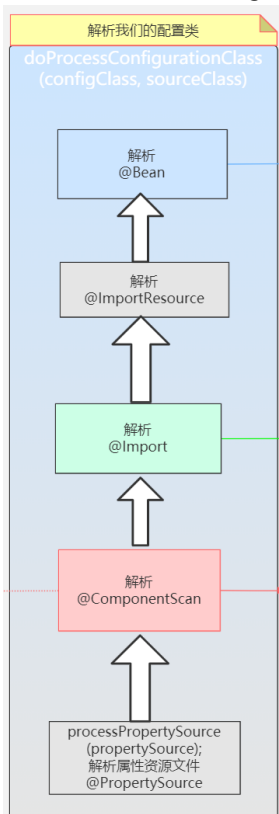 解析我们的配置类
doProcessConfigurationClass
(configClass, sourceClass)
解析
@Bean
解析
@ImportResource
解析
@Import
解析
@ComponentScan
processPropertySource
(propertySource);
解析属性资源文件
@PropertySource